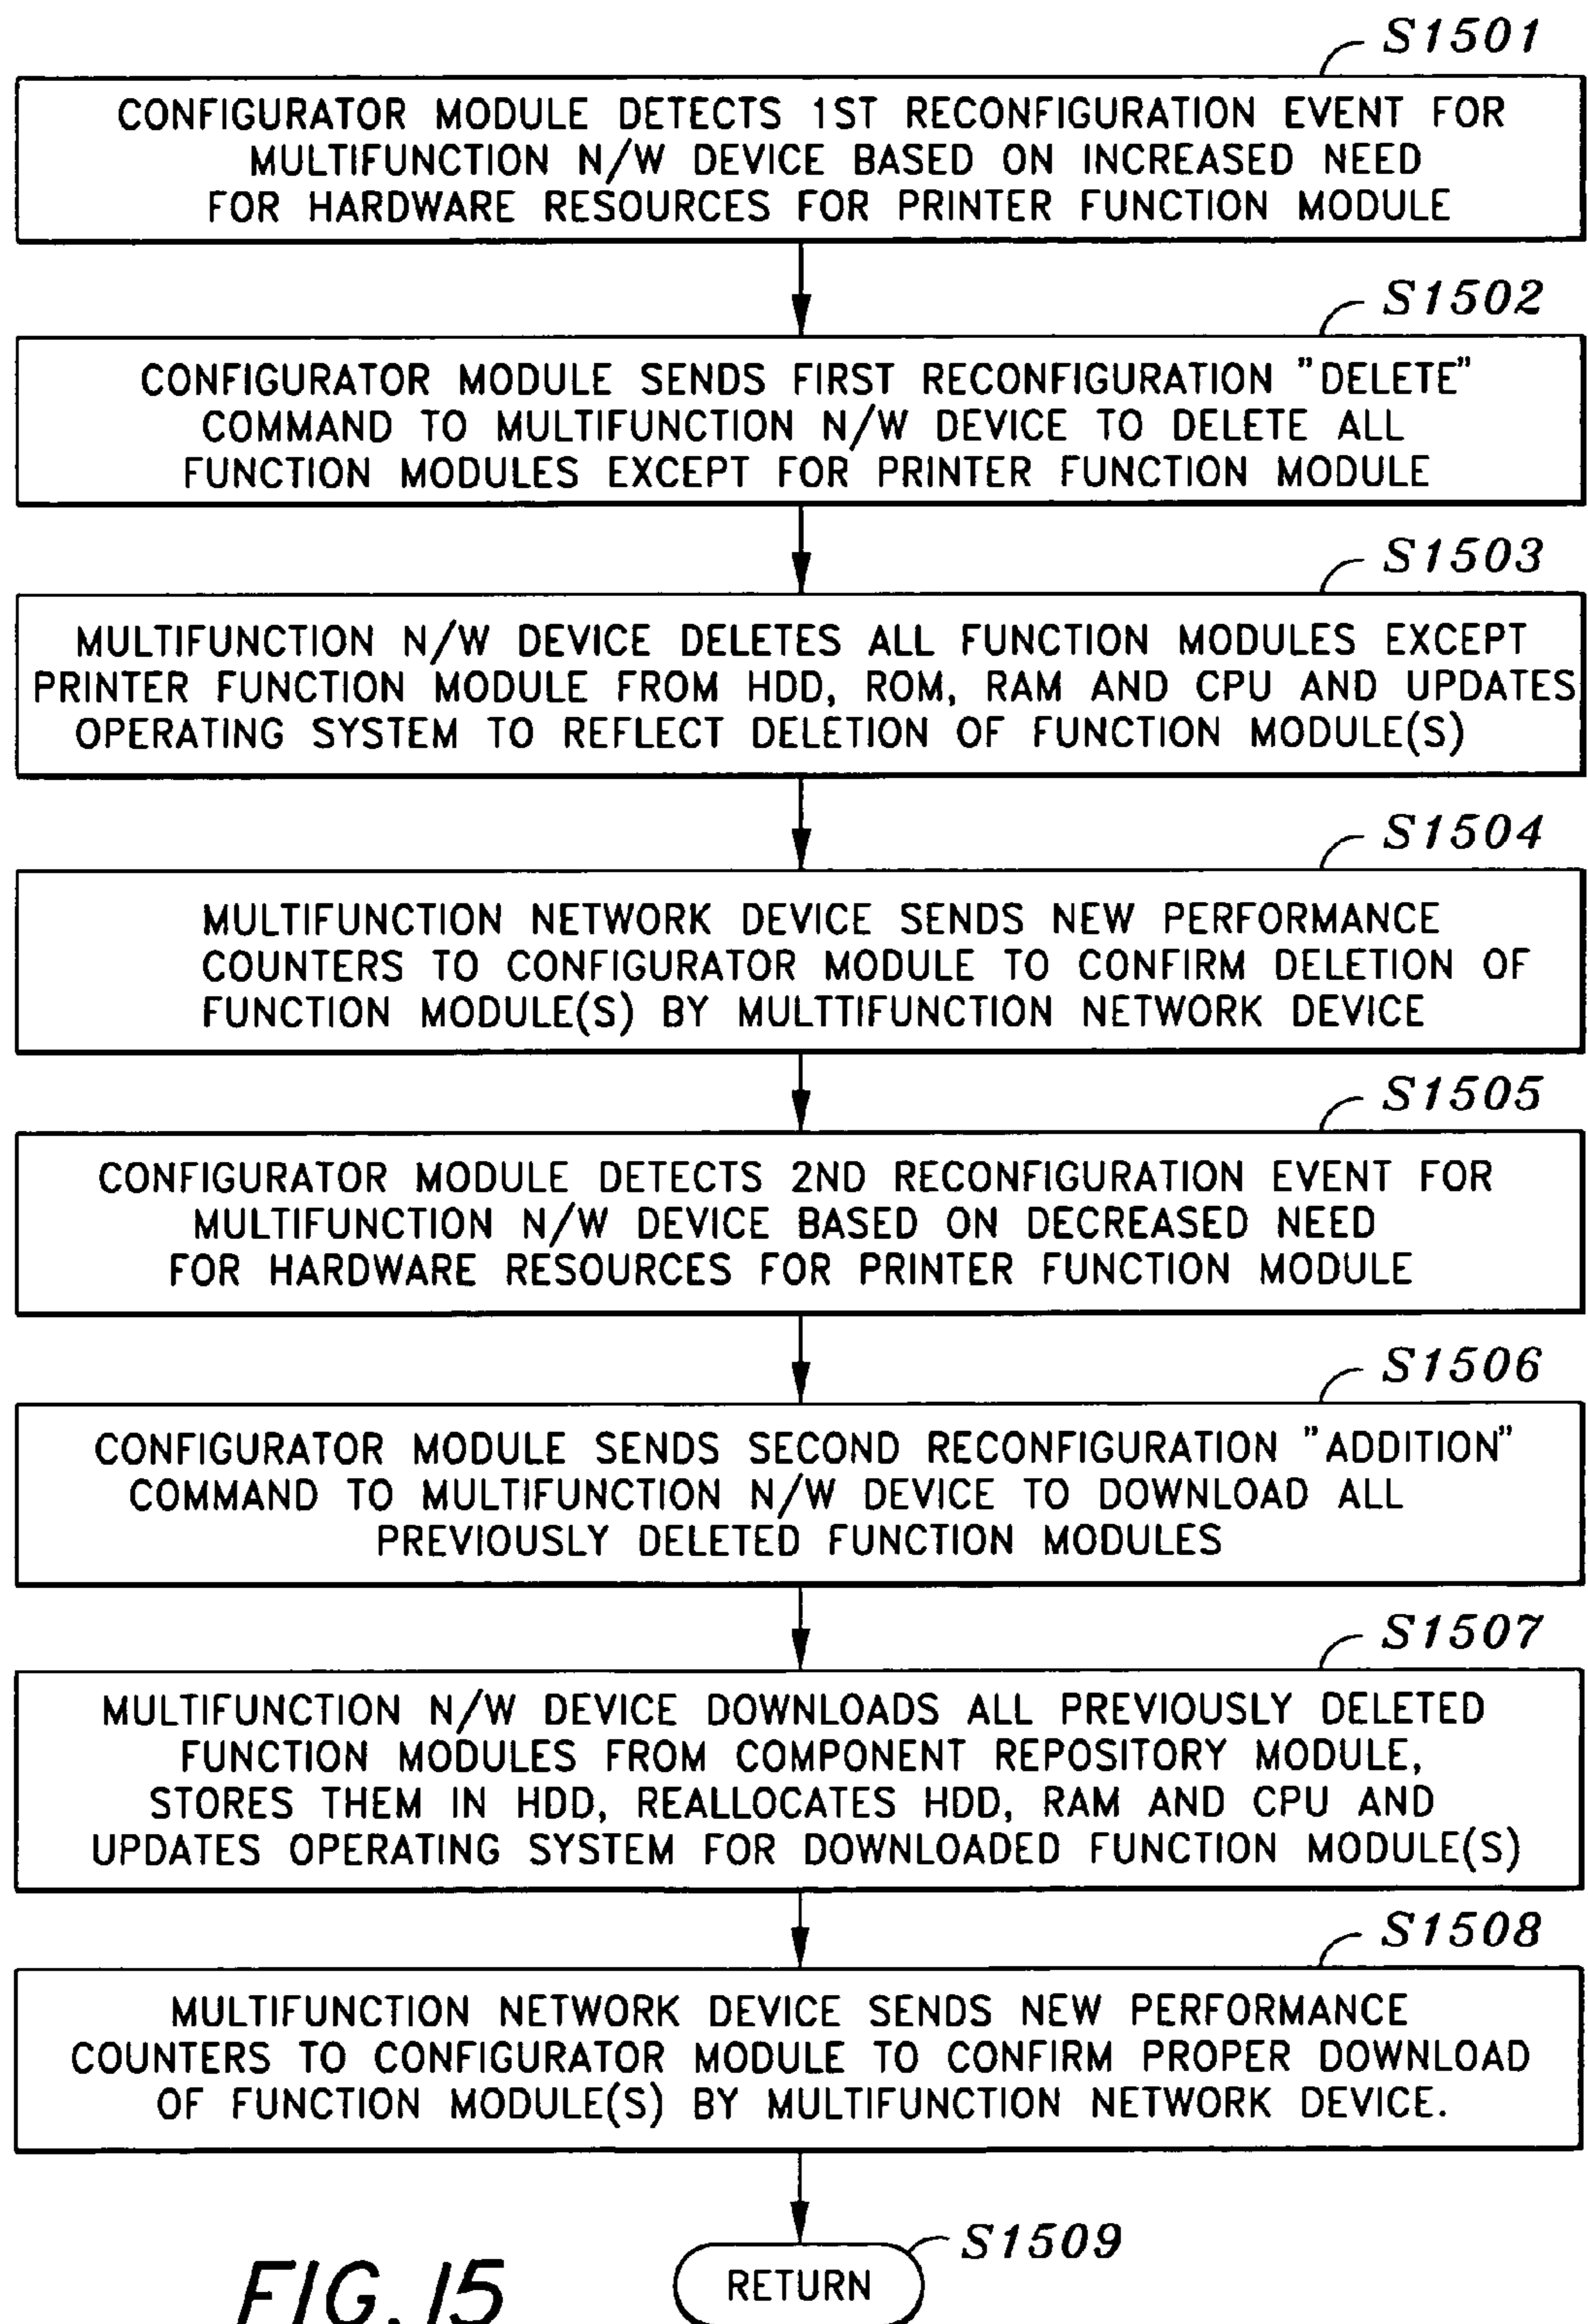 S1501
CONFIGURATOR MODULE DETECTS 1ST RECONFIGURATION EVENT FOR
MULTIFUNCTION N/W DEVICE BASED ON INCREASED NEED
FOR HARDWARE RESOURCES FOR PRINTER FUNCTION MODULE
S1502
CONFIGURATOR MODULE SENDS FIRST RECONFIGURATION "DELETE"
COMMAND TO MULTIFUNCTION N/W DEVICE TO DELETE ALL
FUNCTION MODULES EXCEPT FOR PRINTER FUNCTION MODULE
S1503
MULTIFUNCTION N/W DEVICE DELETES ALL FUNCTION MODULES EXCEPT
PRINTER FUNCTION MODULE FROM HDD, ROM, RAM AND CPU AND UPDATES
OPERATING SYSTEM TO REFLECT DELETION OF FUNCTION MODULE(S)
S1504
MULTIFUNCTION NETWORK DEVICE SENDS NEW PERFORMANCE
COUNTERS TO CONFIGURATOR MODULE TO CONFIRM DELETION OF
FUNCTION MODULE(S) BY MULTTIFUNCTION NETWORK DEVICE
S1505
CONFIGURATOR MODULE DETECTS 2ND RECONFIGURATION EVENT FOR
MULTIFUNCTION N/W DEVICE BASED ON DECREASED NEED
FOR HARDWARE RESOURCES FOR PRINTER FUNCTION MODULE
S1506
CONFIGURATOR MODULE SENDS SECOND RECONFIGURATION "ADDITION"
COMMAND TO MULTIFUNCTION N/W DEVICE TO DOWNLOAD ALL
PREVIOUSLY DELETED FUNCTION MODULES
S1507
MULTIFUNCTION N/W DEVICE DOWNLOADS ALL PREVIOUSLY DELETED
FUNCTION MODULES FROM COMPONENT REPOSITORY MODULE,
STORES THEM IN HDD, REALLOCATES HDD, RAM AND CPU AND
UPDATES OPERATING SYSTEM FOR DOWNLOADED FUNCTION MODULE(S)
S1508
MULTIFUNCTION NETWORK DEVICE SENDS NEW PERFORMANCE
COUNTERS TO CONFIGURATOR MODULE TO CONFIRM PROPER DOWNLOAD
OF FUNCTION MODULE(S) BY MULTIFUNCTION NETWORK DEVICE.
S1509
RETURN
FIG. 15